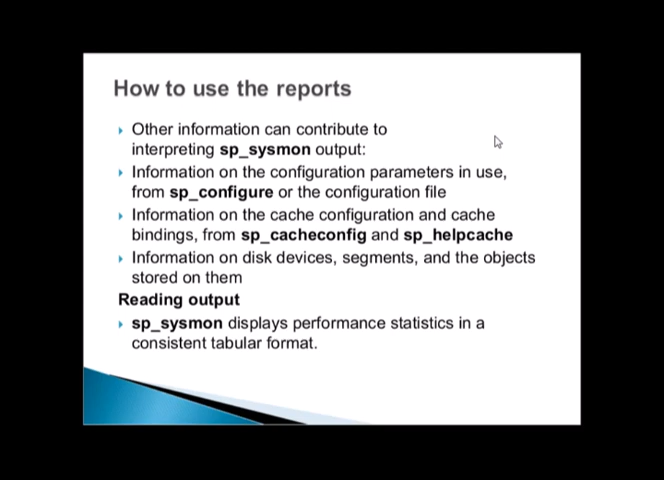 How to use the reports
Other information can contribute to
interpreting sp_sysmon output:
Information on the configuration parameters in use,
from sp_configure or the configuration file
Information on the cache configuration and cache
bindings, from sp_cacheconfig and sp_helpcache
Information on disk devices, segments, and the objects
stored on them
Reading output
sp_sysmon displays performance statistics in a
consistent tabular format.